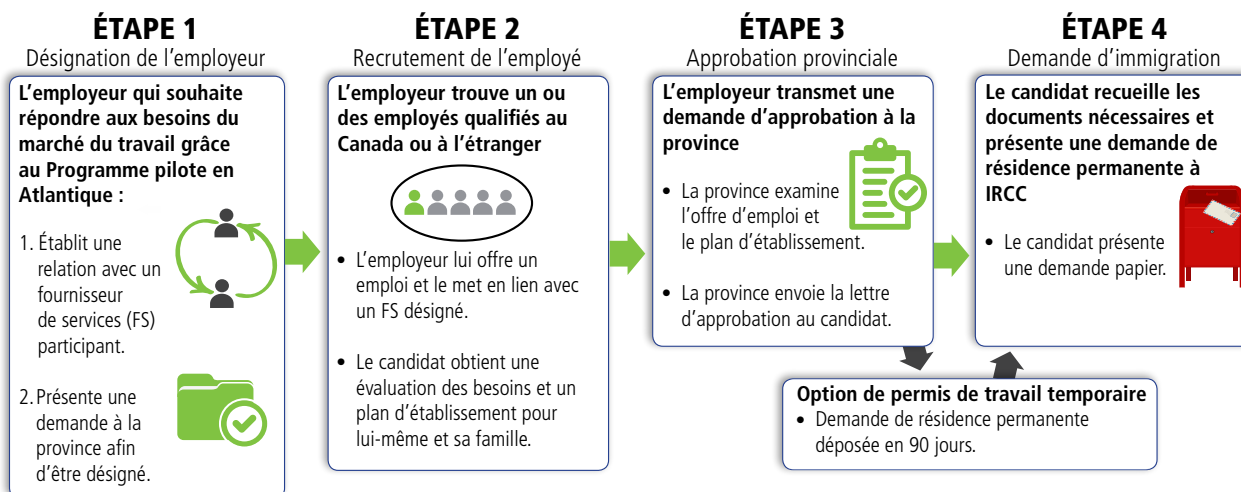 ÉTAPE 1
Désignation de l'employeur
L'employeur qui souhaite
répondre aux besoins du
marché du travail grâce
au Programme pilote en
Atlantique :
1. Établit une
relation avec un
fournisseur
de services (FS)
participant.
2. Présente une
demande à la
province afin
d'être désigné.
ÉTAPE 2
Recrutement de l'employé
L'employeur trouve un ou
des employés qualifiés au
Canada ou à l'étranger
• L'employeur lui offre un
emploi et le met en lien avec
un FS désigné.
• Le candidat obtient une
évaluation des besoins et un
plan d'établissement pour
lui-même et sa famille.
ÉTAPE 3
Approbation provinciale
L'employeur transmet une
demande d'approbation à la
province
• La province examine
l'offre d'emploi et
le plan d'établissement.
• La province envoie la lettre
d'approbation au candidat.
ÉTAPE 4
Demande d'immigration
Le candidat recueille les
documents nécessaires et
présente une demande de
résidence permanente à
IRCC
• Le candidat présente
une demande papier.
Option de permis de travail temporaire
• Demande de résidence permanente
déposée en 90 jours.